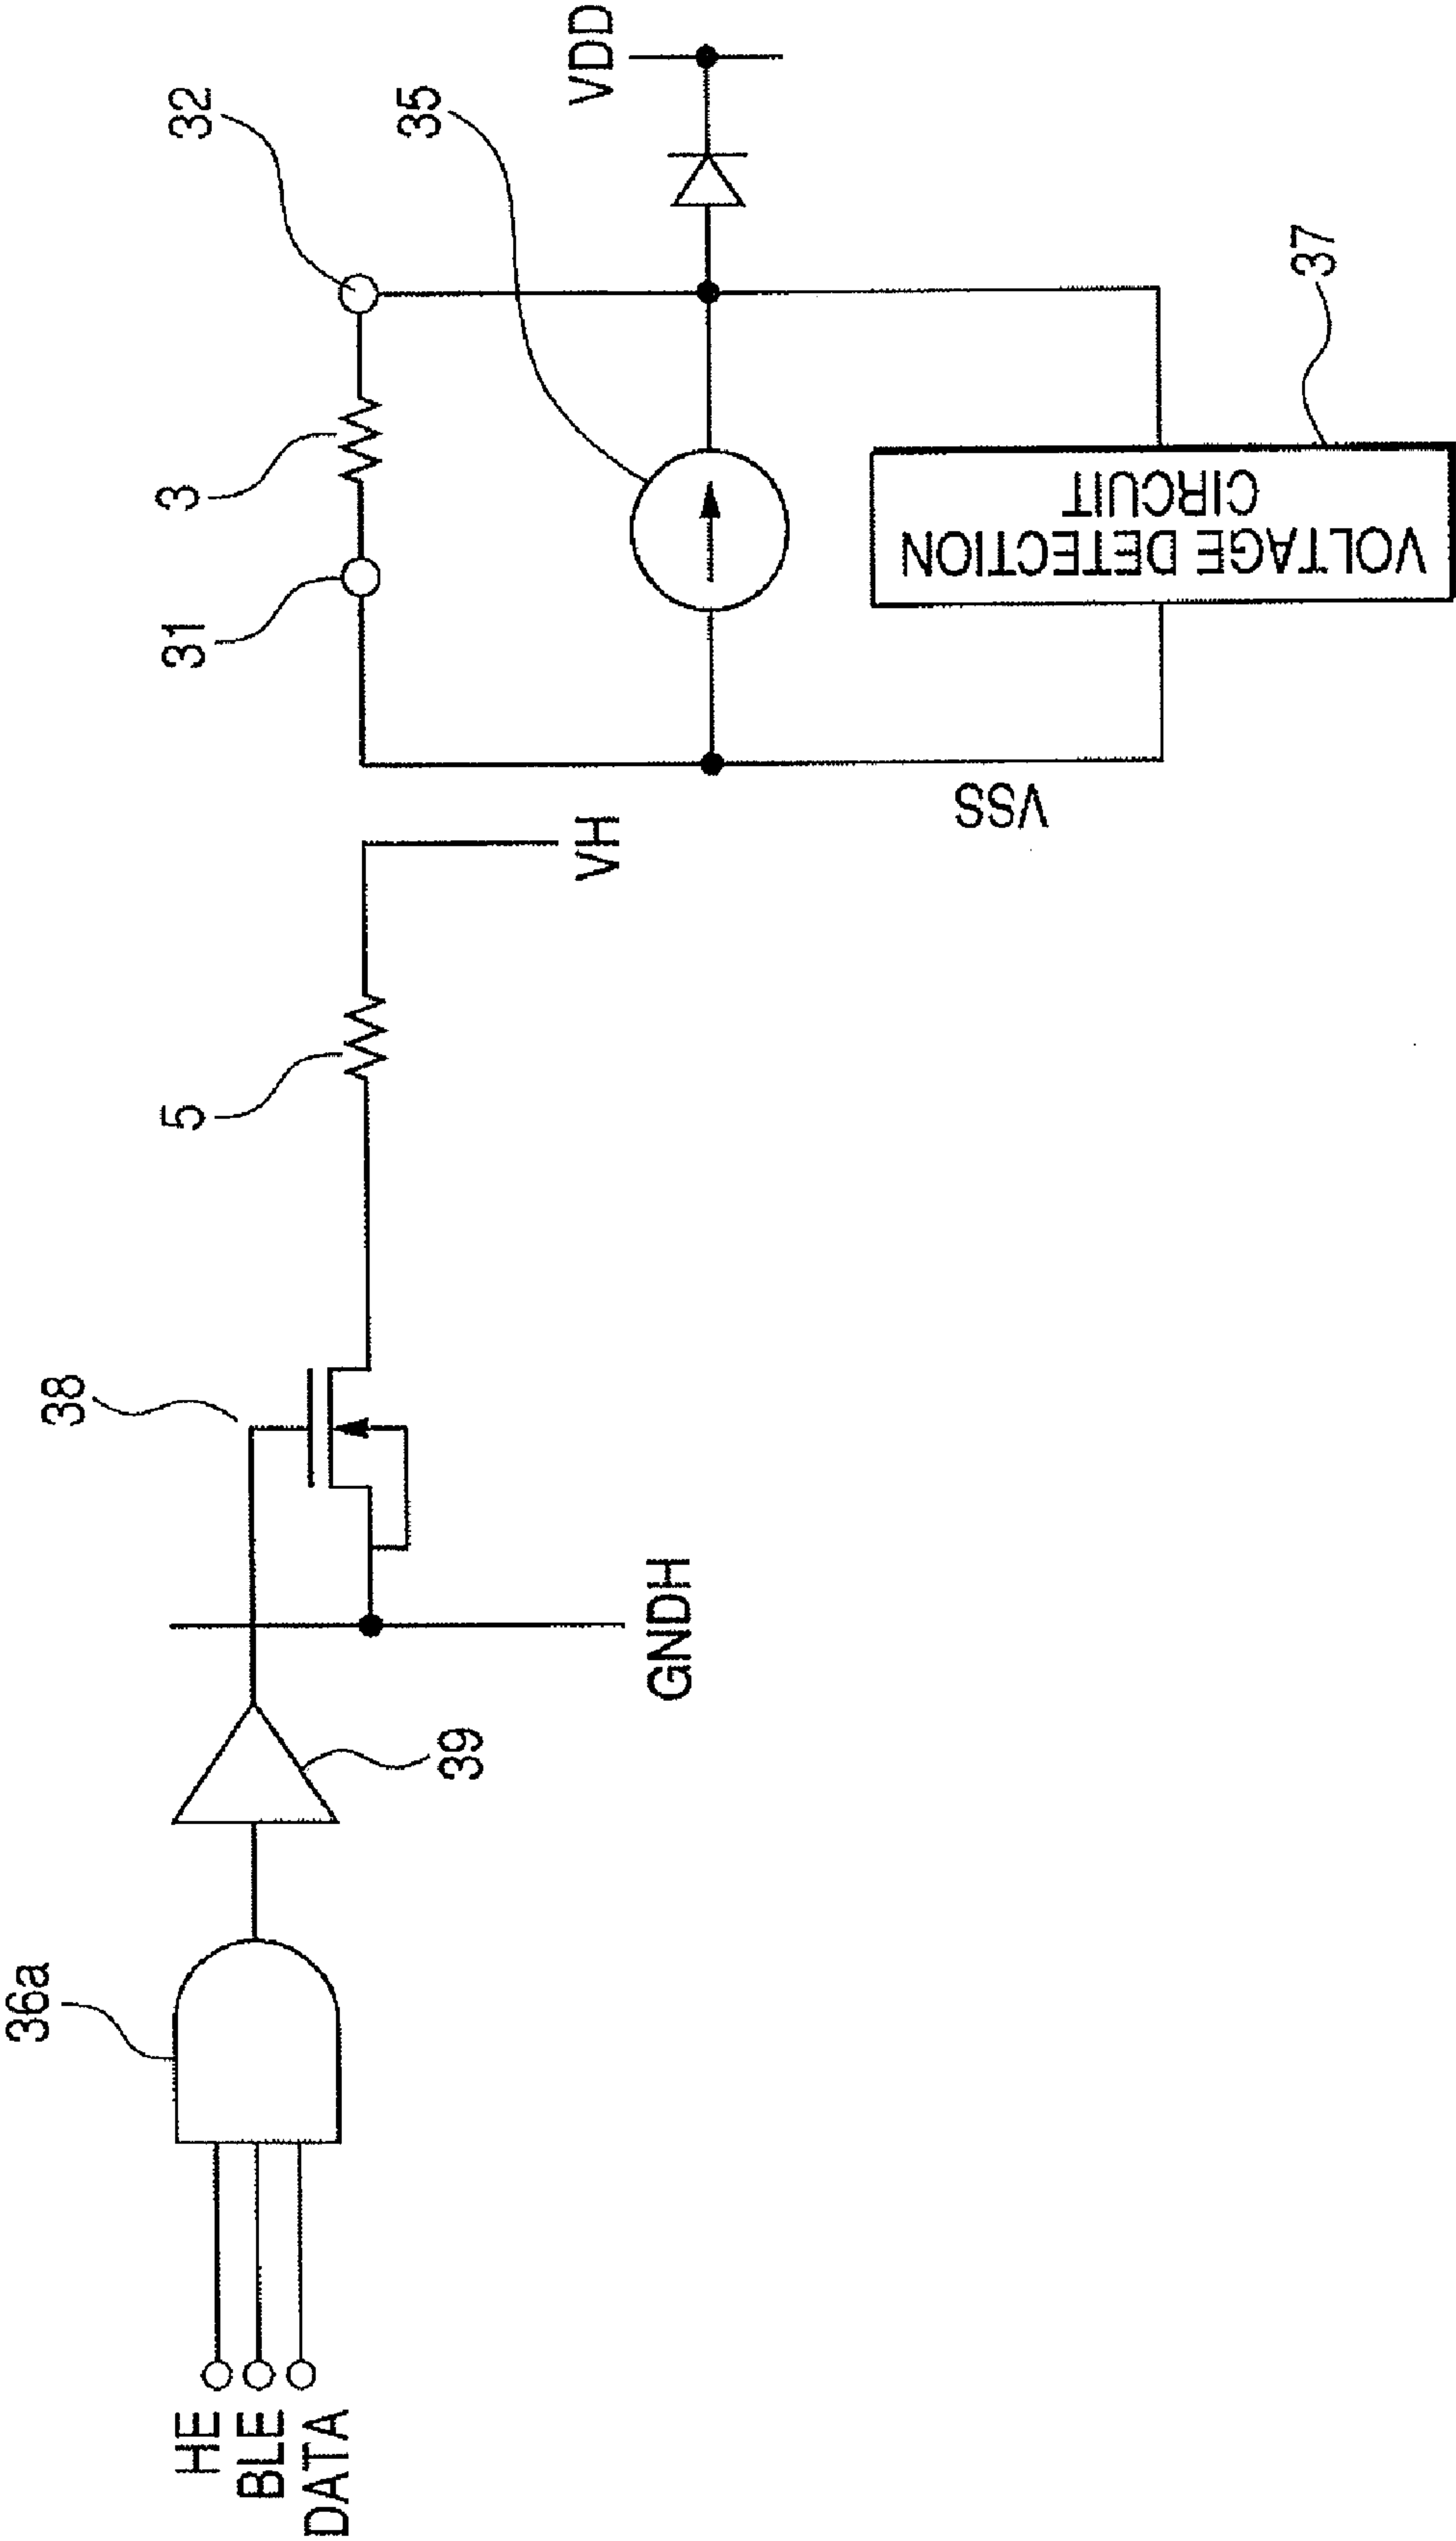 36a
HE
BLE
DATA
39
38
GNDH
5
VH
31
3
32
VSS
35
VDD
VOLTAGE DETECTION
CIRCUIT
37